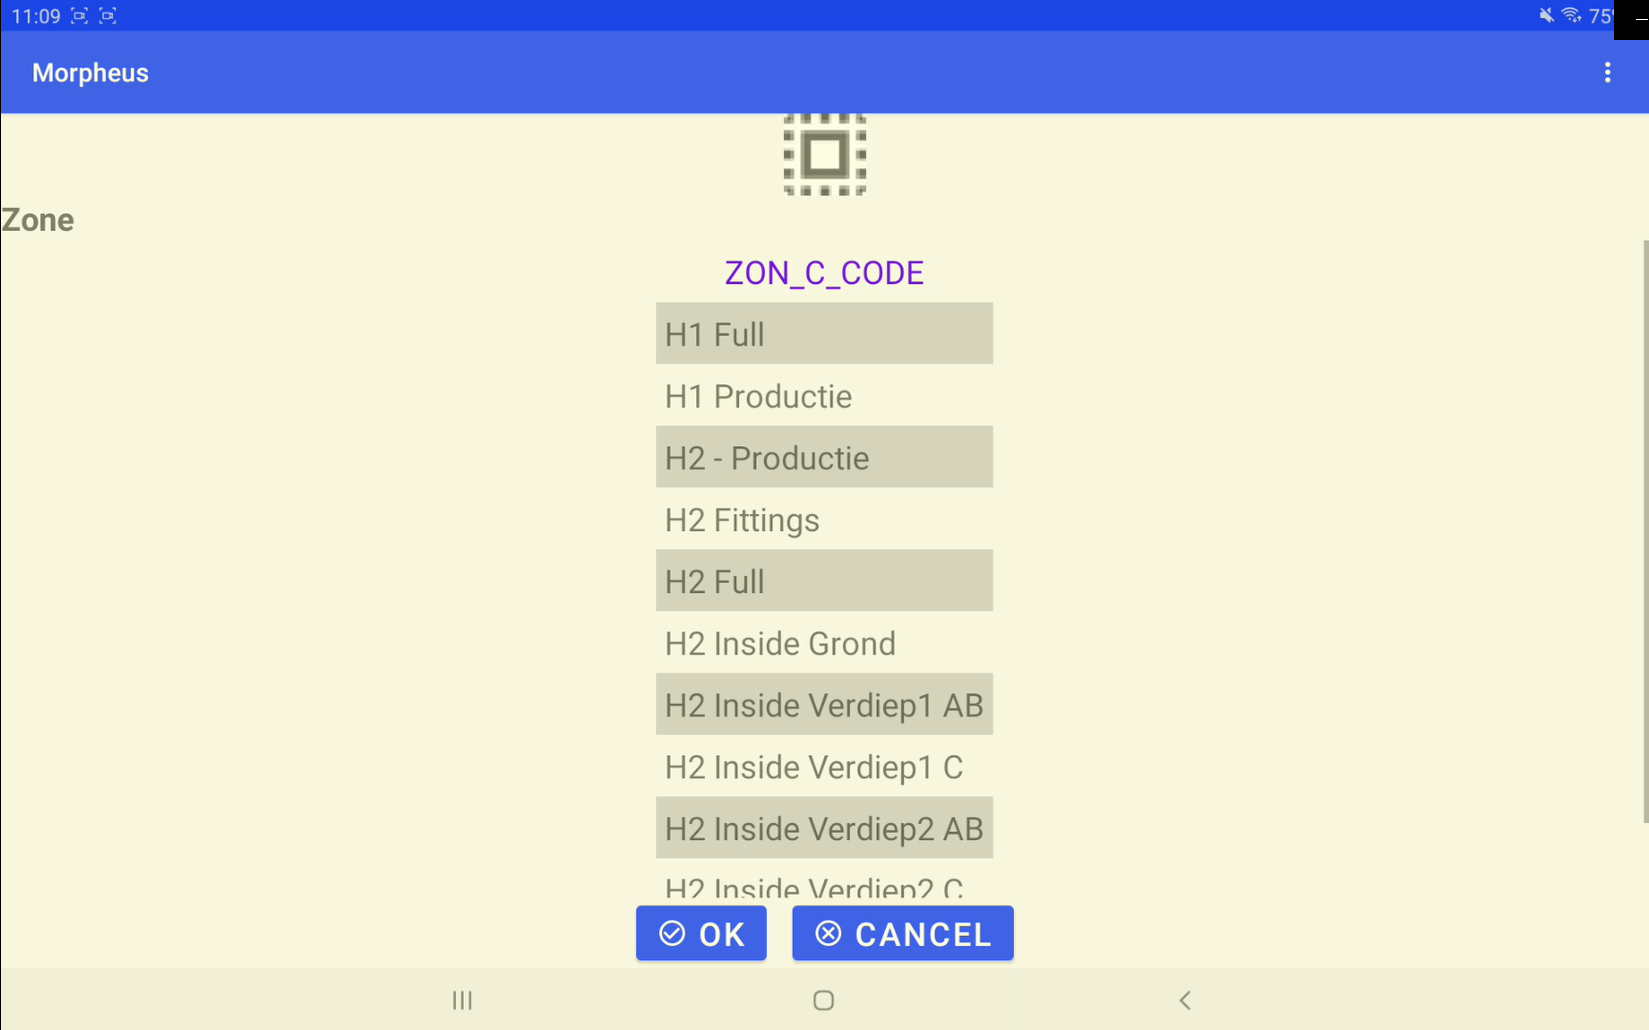 11:09 75
Morpheus
Zone
ZON_C_CODE
H1 Full
H1 Productie
H2 - Productie
H2 Fittings
H2 Full
H2 Inside Grond
H2 Inside Verdiep1 AB
H2 Inside Verdiep1 C
H2 Inside Verdiep2 AB
H2 Inside Verdiep2 C
OK CANCEL